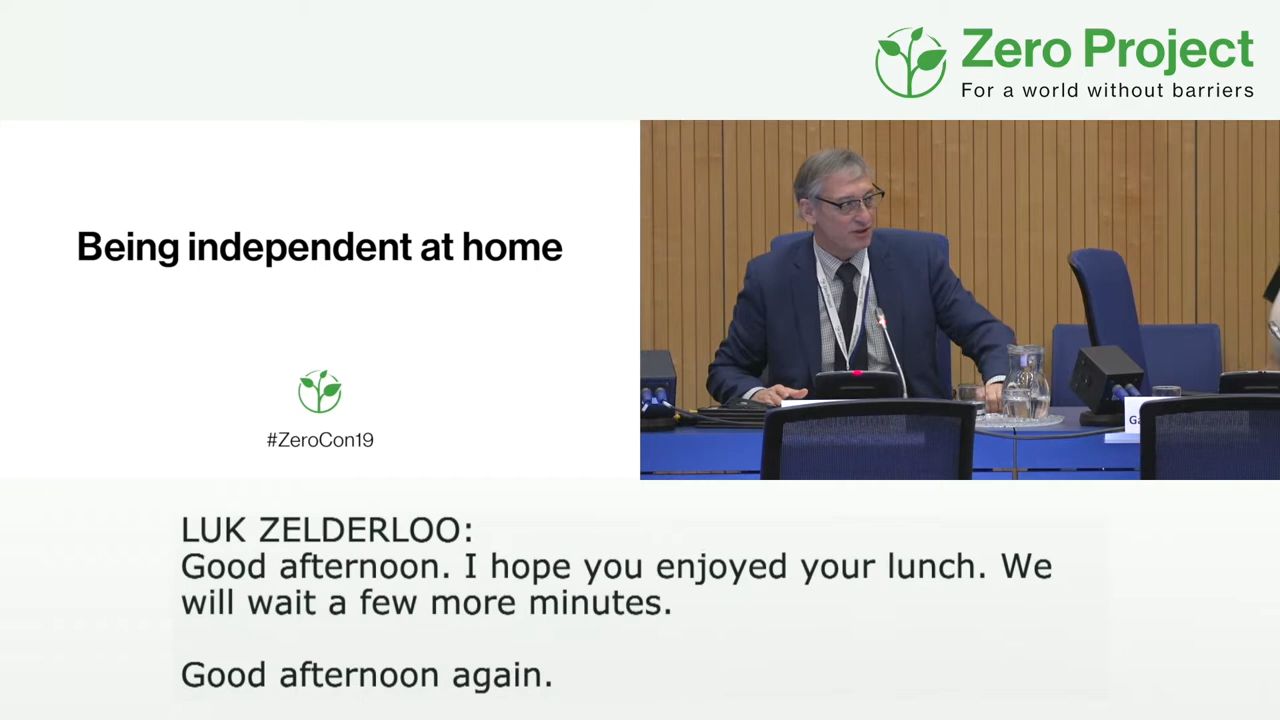 Zero Project
For a world without barriers
Being independent at home
#ZeroCon19
LUK ZELDERLOO:
Good afternoon. I hope you enjoyed your lunch. We
will wait a few more minutes.
Good afternoon again.